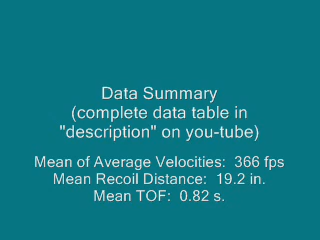 Data Summary
(complete data table in
"description" on you-tube)
Mean of Average Velocities: 366 fps
Mean Recoil Distance: 19.2 in.
Mean TOF: 0.82 s.